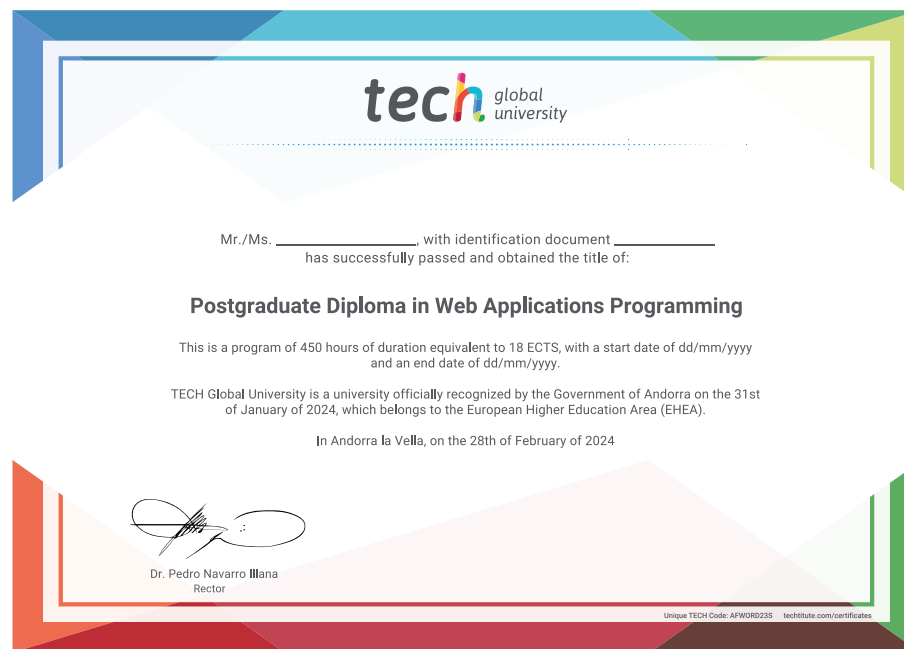 tech global
university
Mr./Ms. ________________, with identification document ____________
has successfully passed and obtained the title of:
Postgraduate Diploma in Web Applications Programming
This is a program of 450 hours of duration equivalent to 18 ECTS, with a start date of dd/mm/yyyy
and an end date of dd/mm/yyyy.
TECH Global University is a university officially recognized by the Government of Andorra on the 31st
of January of 2024, which belongs to the European Higher Education Area (EHEA).
In Andorra la Vella, on the 28th of February of 2024
Dr. Pedro Navarro Illana
Rector
Unique TECH Code: AFWORD23S techtitute.com/certificates